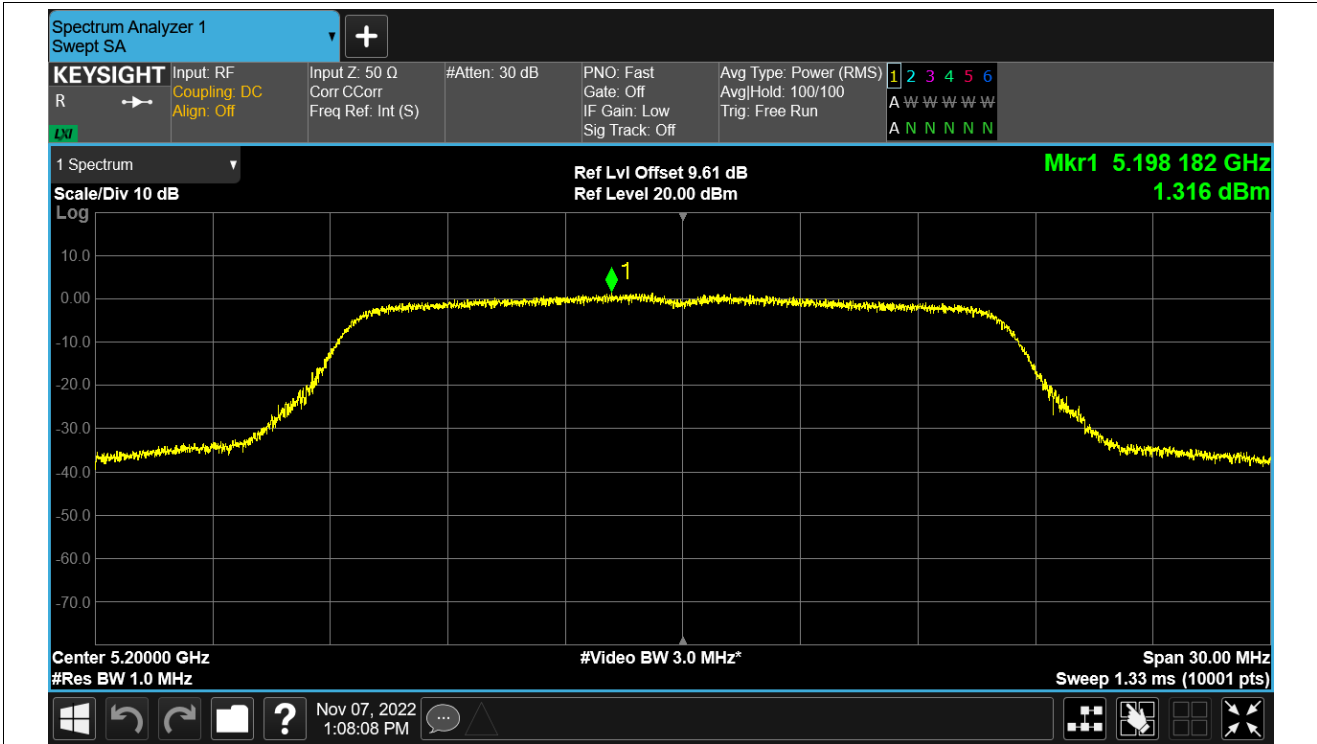 Spectrum Analyzer 1
Swept SA
+
KEYSIGHT
R
LXI
Input: RF
Coupling: DC
Align: Off
Input Z: 50 Ω
Corr CCorr
Freq Ref: Int (S)
#Atten: 30 dB
PNO: Fast
Gate: Off
IF Gain: Low
Sig Track: Off
Avg Type: Power (RMS)
Avg|Hold: 100/100
Trig: Free Run
1 2 3 4 5 6
A W W W W W
A N N N N N
1 Spectrum
Scale/Div 10 dB
Log
Ref Lvl Offset 9.61 dB
Ref Level 20.00 dBm
Mkr1 5.198 182 GHz
1.316 dBm
1
10.0
0.00
-10.0
-20.0
-30.0
-40.0
-50.0
-60.0
-70.0
Center 5.20000 GHz
#Res BW 1.0 MHz
#Video BW 3.0 MHz*
Span 30.00 MHz
Sweep 1.33 ms (10001 pts)
?
Nov 07, 2022
1:08:08 PM